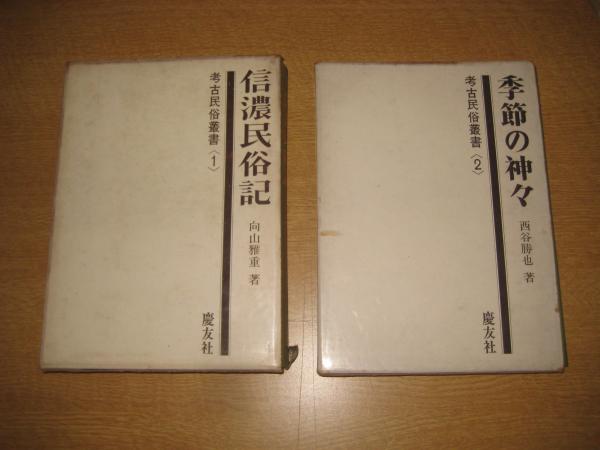 信濃民俗記
考古民俗叢書〈1〉
向山雅重 著
慶友社
季節の神々
考古民俗叢書〈2〉
西谷勝也 著
慶友社